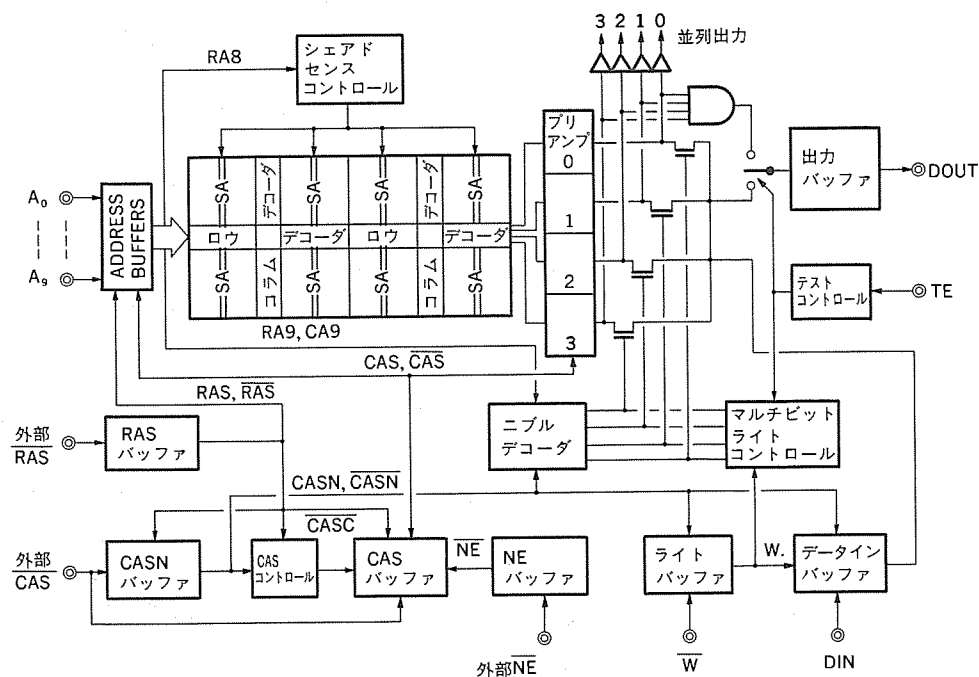 3 2 1 0 並列出力
RA8
シェアド
センス
コントロール
プリ
アンプ
0
1
2
3
出力
バッファ
DOUT
A₀
A₉
ADDRESS
BUFFERS
SA
デコーダ
SA
SA
デコーダ
SA
ロウ
デコーダ
ロウ
デコーダ
SA
コラム
SA
SA
コラム
SA
テスト
コントロール
TE
RA9, CA9
CAS, C̅A̅S̅
RAS, R̅A̅S̅
外部
R̅A̅S̅
RAS
バッファ
ニブル
デコーダ
マルチビット
ライト
コントロール
CASN, C̅A̅S̅N̅
C̅A̅S̅C̅
外部
C̅A̅S̅
CASN
バッファ
CAS
コントロール
CAS
バッファ
N̅E̅
NE
バッファ
ライト
バッファ
W.
データイン
バッファ
外部N̅E̅
W̅
DIN